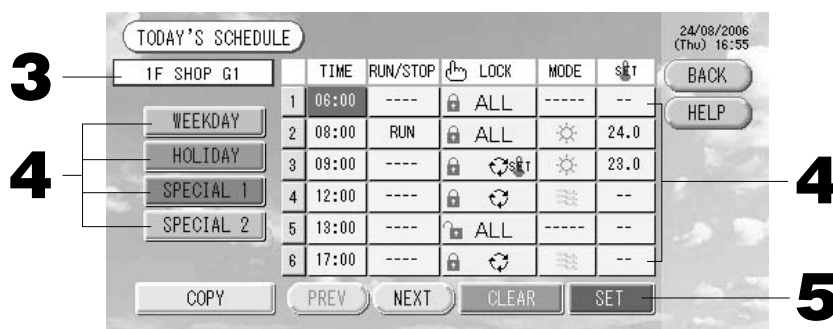 TODAY'S SCHEDULE
24/08/2006
(Thu) 16:55
3
1F SHOP G1
TIME RUN/STOP LOCK MODE SET
BACK
HELP
4
WEEKDAY
HOLIDAY
SPECIAL 1
SPECIAL 2
1 06:00 ---- ALL ----- --
2 08:00 RUN ALL 24.0
3 09:00 ---- SET 23.0
4 12:00 ---- --
5 13:00 ---- ALL ----- --
6 17:00 ---- --
4
COPY PREV NEXT CLEAR SET
5